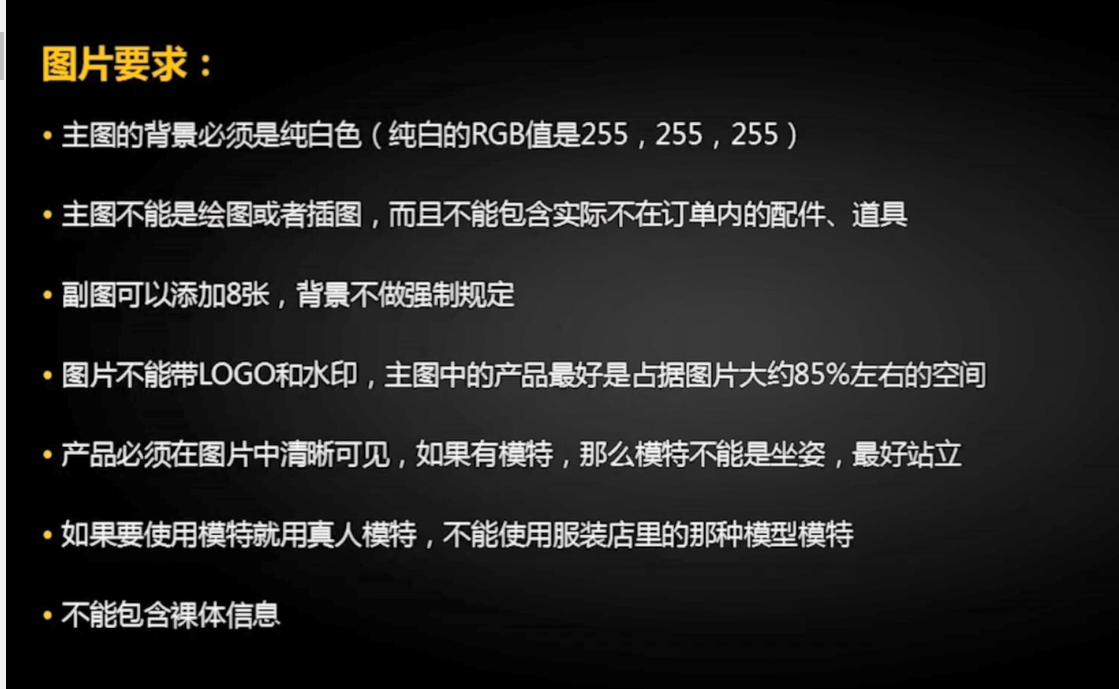 图片要求：
• 主图的背景必须是纯白色（纯白的RGB值是255，255，255）
• 主图不能是绘图或者插图，而且不能包含实际不在订单内的配件、道具
• 副图可以添加8张，背景不做强制规定
• 图片不能带LOGO和水印，主图中的产品最好是占据图片大约85%左右的空间
• 产品必须在图片中清晰可见，如果有模特，那么模特不能是坐姿，最好站立
• 如果要使用模特就用真人模特，不能使用服装店里的那种模型模特
• 不能包含裸体信息